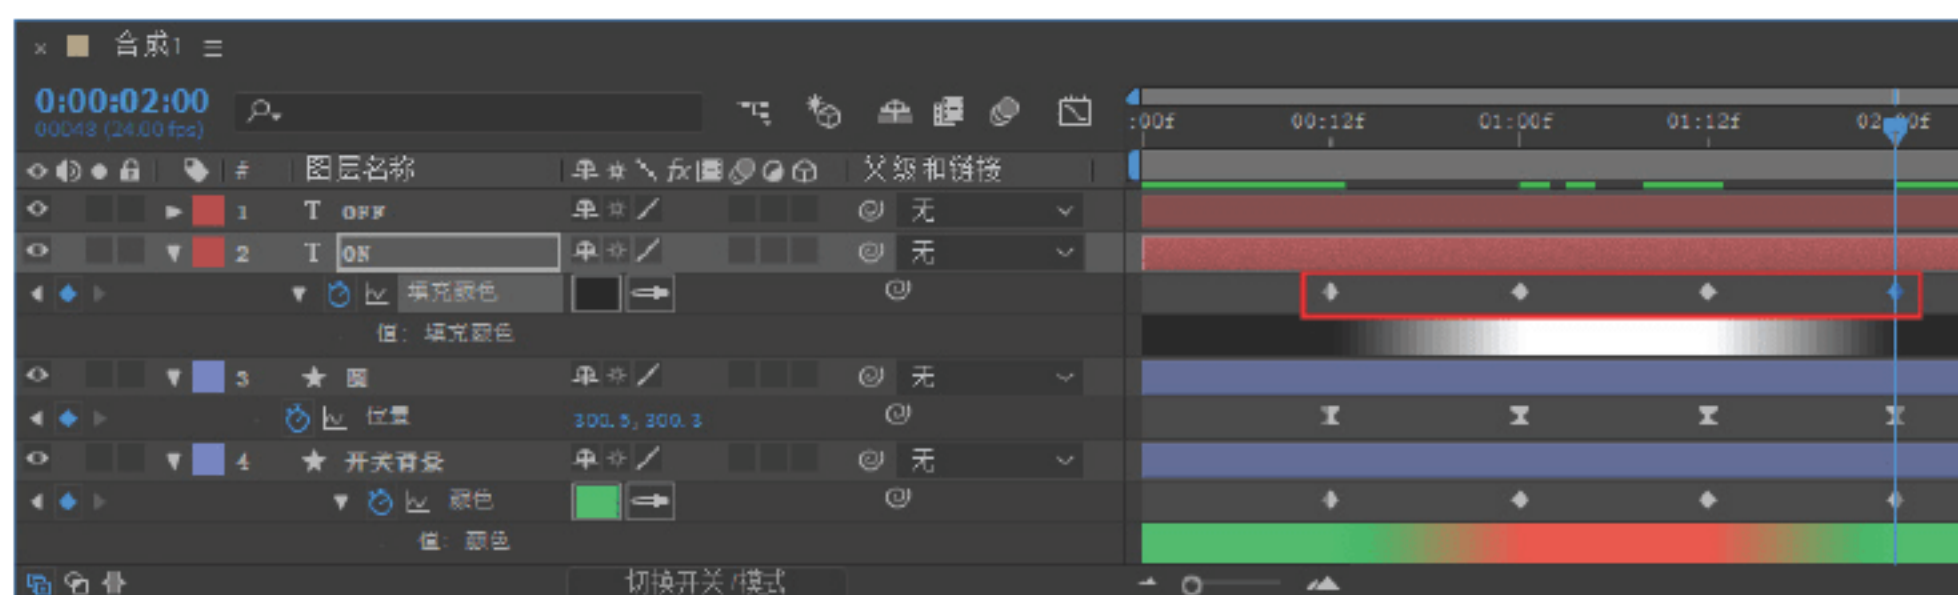 合成1
0:00:02:00
00048 (24.00 fps)
:00f 00:12f 01:00f 01:12f 02:00f
# 图层名称 fx 父级和链接
1 T OFF 无
2 T ON 无
填充颜色
值：填充颜色
3 圆 无
位置 300.5, 300.3
4 开关背景 无
颜色
值：颜色
切换开关/模式